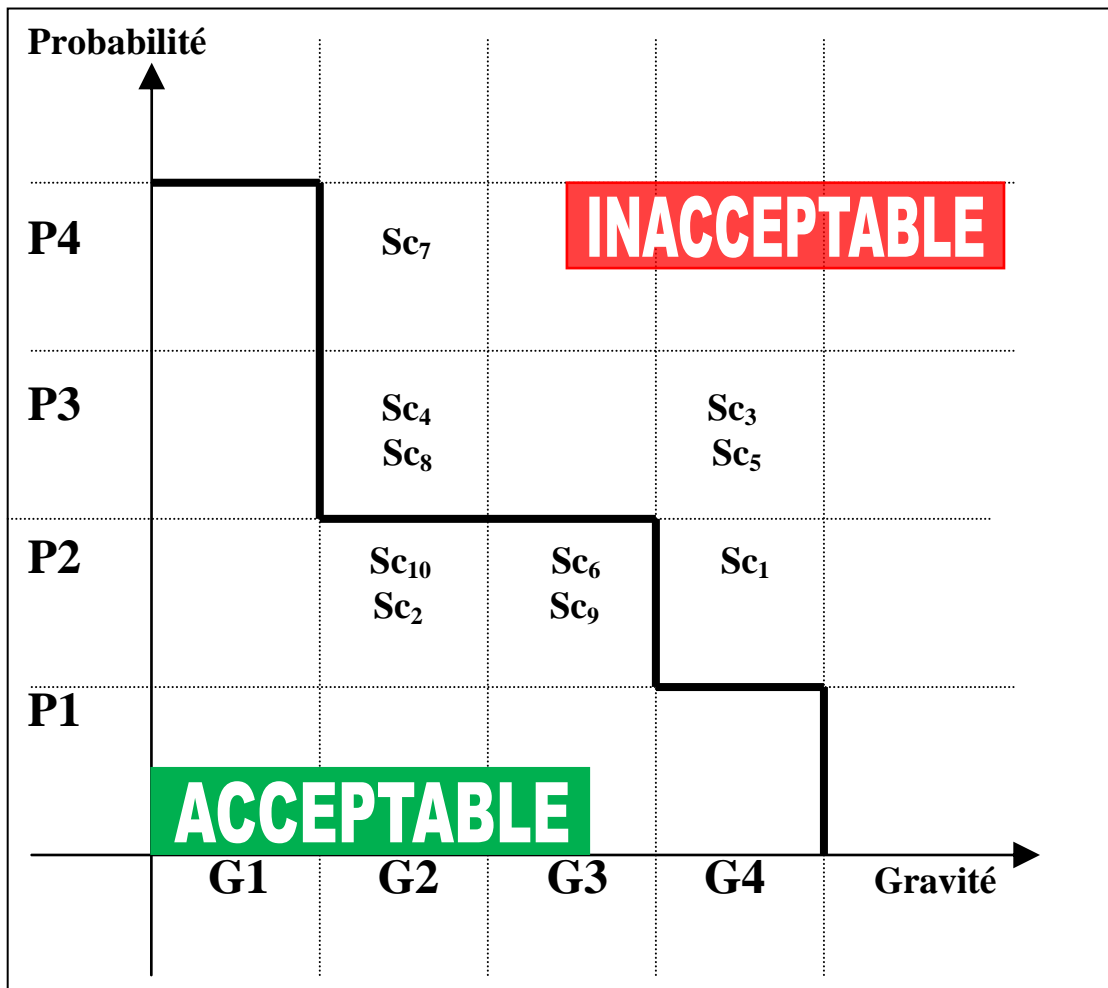 Probabilité
INACCEPTABLE
P4
Sc₇
P3
Sc₄
Sc₃
Sc₈
Sc₅
P2
Sc₁₀
Sc₆
Sc₁
Sc₂
Sc₉
P1
ACCEPTABLE
G1
G2
G3
G4
Gravité